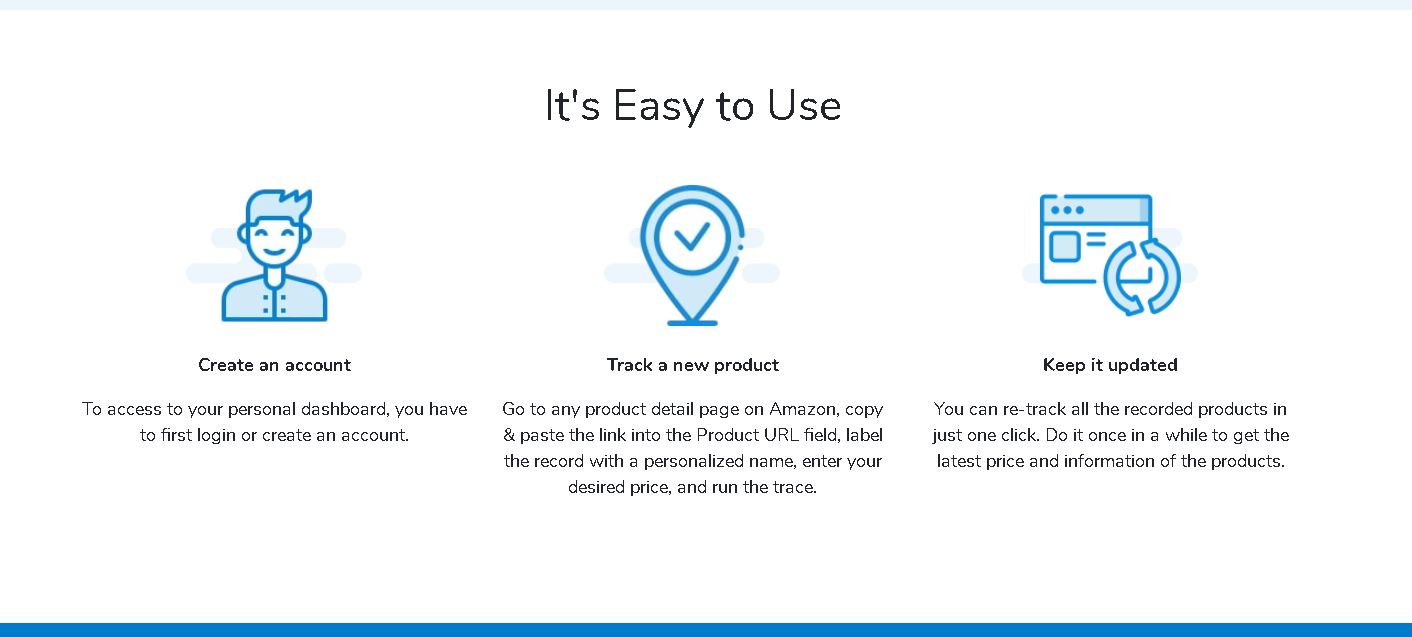 It's Easy to Use
Create an account
To access to your personal dashboard, you have
to first login or create an account.
Track a new product
Go to any product detail page on Amazon, copy
& paste the link into the Product URL field, label
the record with a personalized name, enter your
desired price, and run the trace.
Keep it updated
You can re-track all the recorded products in
just one click. Do it once in a while to get the
latest price and information of the products.